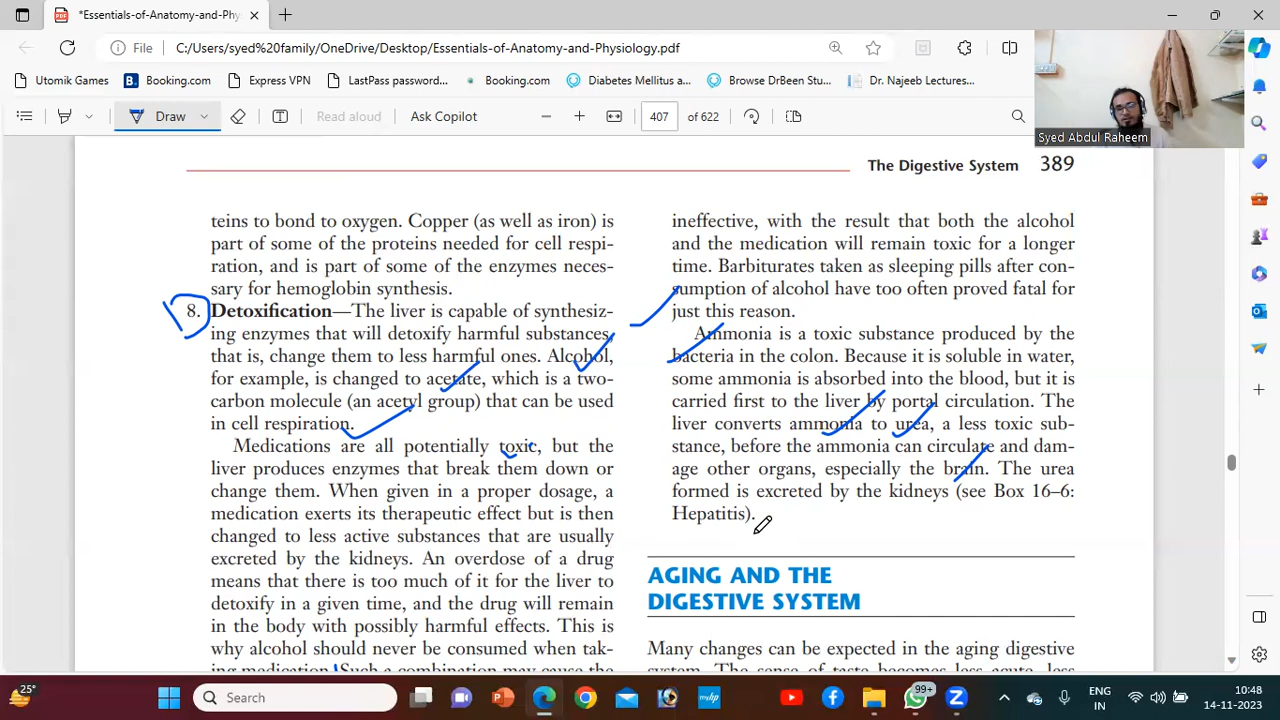 *Essentials-of-Anatomy-and-Phy
File
C:/Users/syed%20family/OneDrive/Desktop/Essentials-of-Anatomy-and-Physiology.pdf
Utomik Games
Booking.com
Express VPN
LastPass password...
Booking.com
Diabetes Mellitus a...
Browse DrBeen Stu...
Dr. Najeeb Lectures...
Draw
Read aloud
Ask Copilot
407 of 622
Syed Abdul Raheem
The Digestive System 389
teins to bond to oxygen. Copper (as well as iron) is
part of some of the proteins needed for cell respi-
ration, and is part of some of the enzymes neces-
sary for hemoglobin synthesis.
8. Detoxification—The liver is capable of synthesiz-
ing enzymes that will detoxify harmful substances,
that is, change them to less harmful ones. Alcohol,
for example, is changed to acetate, which is a two-
carbon molecule (an acetyl group) that can be used
in cell respiration.
Medications are all potentially toxic, but the
liver produces enzymes that break them down or
change them. When given in a proper dosage, a
medication exerts its therapeutic effect but is then
changed to less active substances that are usually
excreted by the kidneys. An overdose of a drug
means that there is too much of it for the liver to
detoxify in a given time, and the drug will remain
in the body with possibly harmful effects. This is
why alcohol should never be consumed when tak-
ing medication. Such a combination may cause the
ineffective, with the result that both the alcohol
and the medication will remain toxic for a longer
time. Barbiturates taken as sleeping pills after con-
sumption of alcohol have too often proved fatal for
just this reason.
Ammonia is a toxic substance produced by the
bacteria in the colon. Because it is soluble in water,
some ammonia is absorbed into the blood, but it is
carried first to the liver by portal circulation. The
liver converts ammonia to urea, a less toxic sub-
stance, before the ammonia can circulate and dam-
age other organs, especially the brain. The urea
formed is excreted by the kidneys (see Box 16–6:
Hepatitis).
AGING AND THE
DIGESTIVE SYSTEM
Many changes can be expected in the aging digestive
system. The sense of taste becomes less acute, less
25°
Search
99+
ENG
IN
10:48
14-11-2023